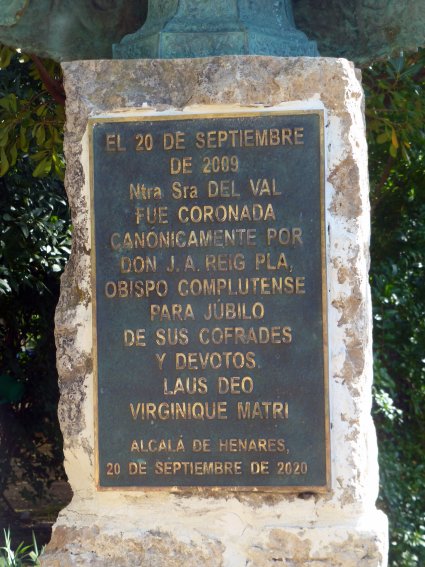 EL 20 DE SEPTIEMBRE
DE 2009
Ntra Sra DEL VAL
FUE CORONADA
CANÓNICAMENTE POR
DON J. A. REIG PLA,
OBISPO COMPLUTENSE
PARA JÚBILO
DE SUS COFRADES
Y DEVOTOS
LAUS DEO
VIRGINIQUE MATRI
ALCALÁ DE HENARES,
20 DE SEPTIEMBRE DE 2020